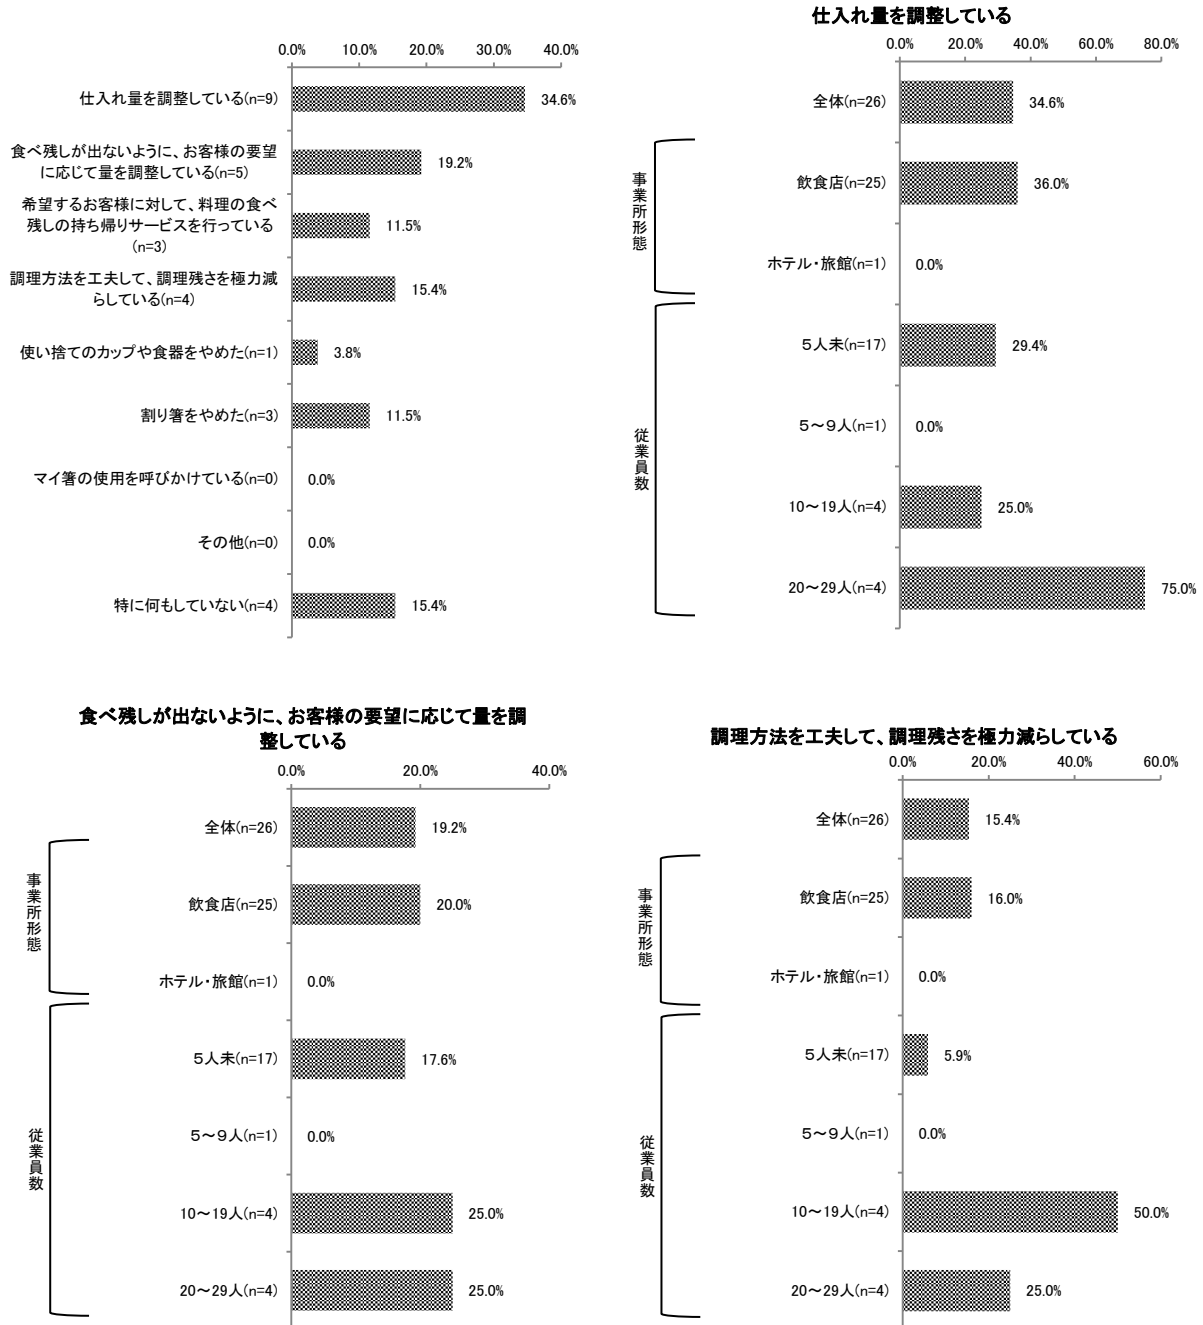 0.0% 10.0% 20.0% 30.0% 40.0%
仕入れ量を調整している(n=9) 34.6%
食べ残しが出ないように、お客様の要望
に応じて量を調整している(n=5) 19.2%
希望するお客様に対して、料理の食べ
残しの持ち帰りサービスを行っている
(n=3) 11.5%
調理方法を工夫して、調理残さを極力減
らしている(n=4) 15.4%
使い捨てのカップや食器をやめた(n=1) 3.8%
割り箸をやめた(n=3) 11.5%
マイ箸の使用を呼びかけている(n=0) 0.0%
その他(n=0) 0.0%
特に何もしていない(n=4) 15.4%
仕入れ量を調整している
0.0% 20.0% 40.0% 60.0% 80.0%
全体(n=26) 34.6%
事業所形態
飲食店(n=25) 36.0%
ホテル・旅館(n=1) 0.0%
従業員数
5人未(n=17) 29.4%
5～9人(n=1) 0.0%
10～19人(n=4) 25.0%
20～29人(n=4) 75.0%
食べ残しが出ないように、お客様の要望に応じて量を調
整している
0.0% 20.0% 40.0%
全体(n=26) 19.2%
事業所形態
飲食店(n=25) 20.0%
ホテル・旅館(n=1) 0.0%
従業員数
5人未(n=17) 17.6%
5～9人(n=1) 0.0%
10～19人(n=4) 25.0%
20～29人(n=4) 25.0%
調理方法を工夫して、調理残さを極力減らしている
0.0% 20.0% 40.0% 60.0%
全体(n=26) 15.4%
事業所形態
飲食店(n=25) 16.0%
ホテル・旅館(n=1) 0.0%
従業員数
5人未(n=17) 5.9%
5～9人(n=1) 0.0%
10～19人(n=4) 50.0%
20～29人(n=4) 25.0%